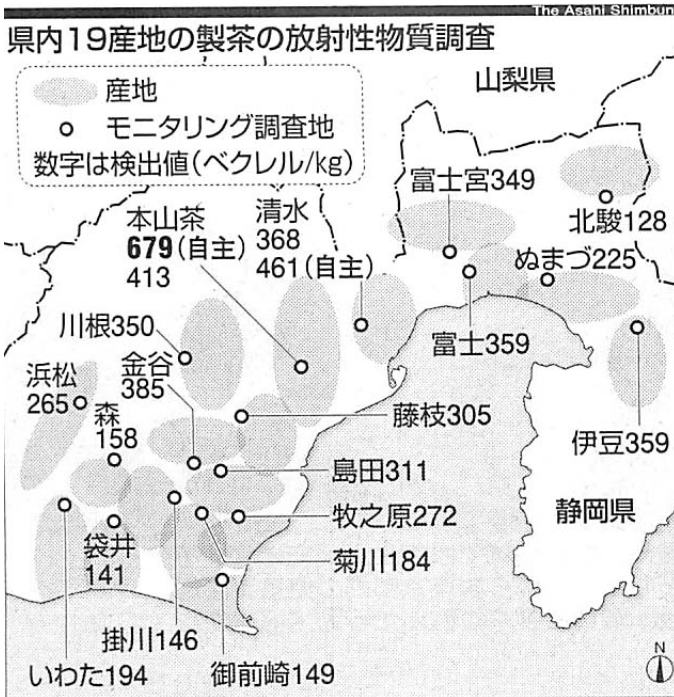 The Asahi Shimbun
県内19産地の製茶の放射性物質調査
産地
モニタリング調査地
数字は検出値(ベクレル/kg)
山梨県
富士宮349
北駿128
ぬまづ225
本山茶
679(自主)
413
清水
368
461(自主)
富士359
川根350
浜松
265
金谷
385
森
158
藤枝305
伊豆359
島田311
牧之原272
静岡県
菊川184
袋井
141
掛川146
いわた194
御前崎149
N